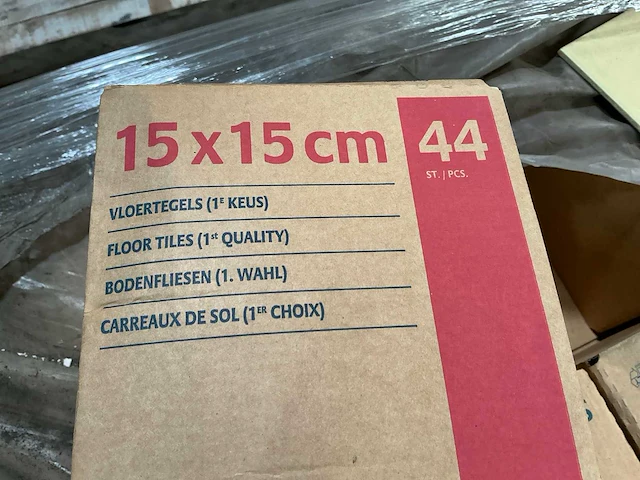 15 x 15 cm
44
ST. / PCS.
VLOERTEGELS (1E KEUS)
FLOOR TILES (1st QUALITY)
BODENFLIESEN (1. WAHL)
CARREAUX DE SOL (1ER CHOIX)